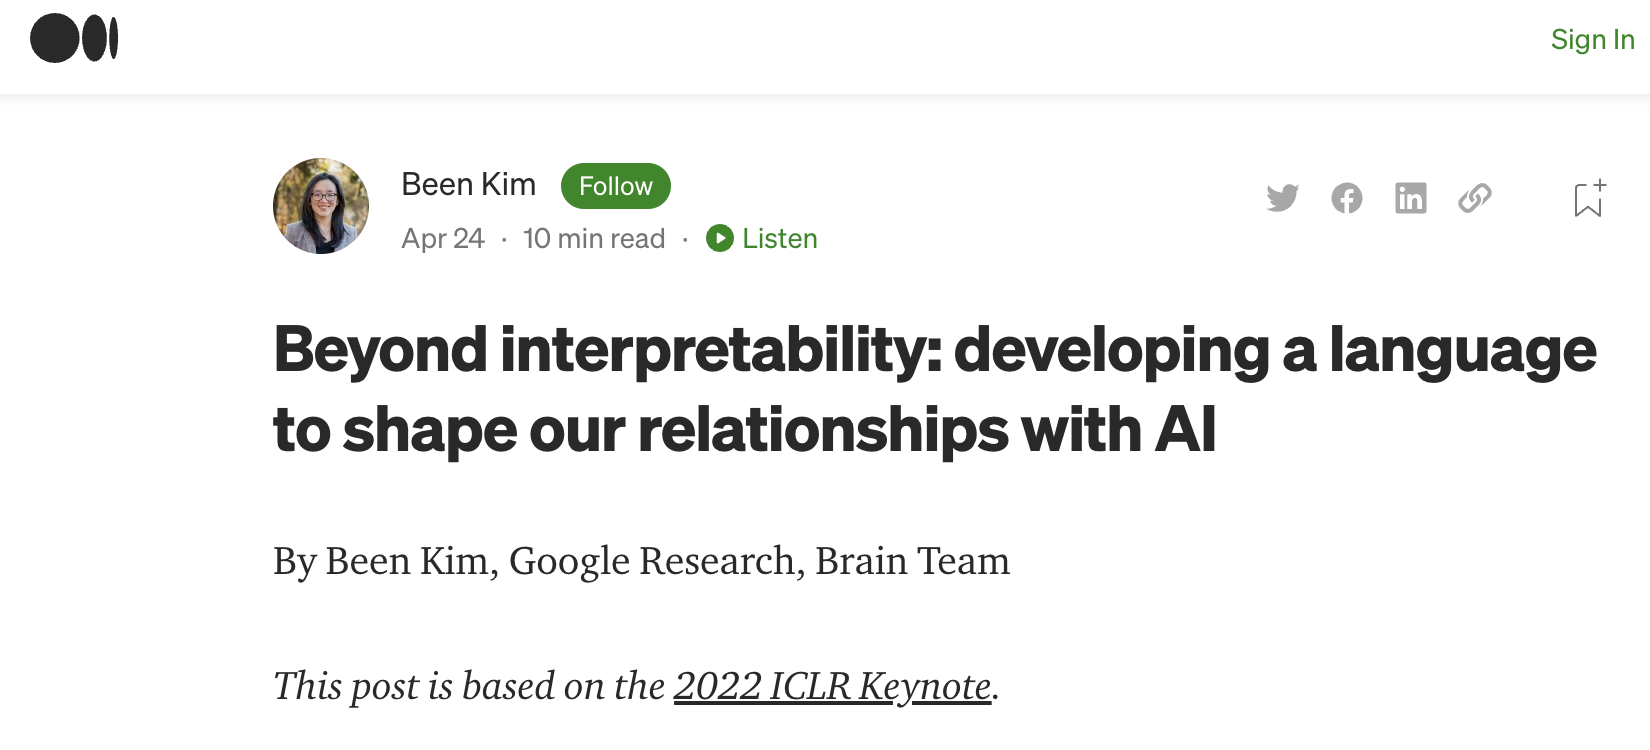 Sign In
Been Kim Follow
Apr 24 · 10 min read · Listen
Beyond interpretability: developing a language
to shape our relationships with AI
By Been Kim, Google Research, Brain Team
This post is based on the 2022 ICLR Keynote.